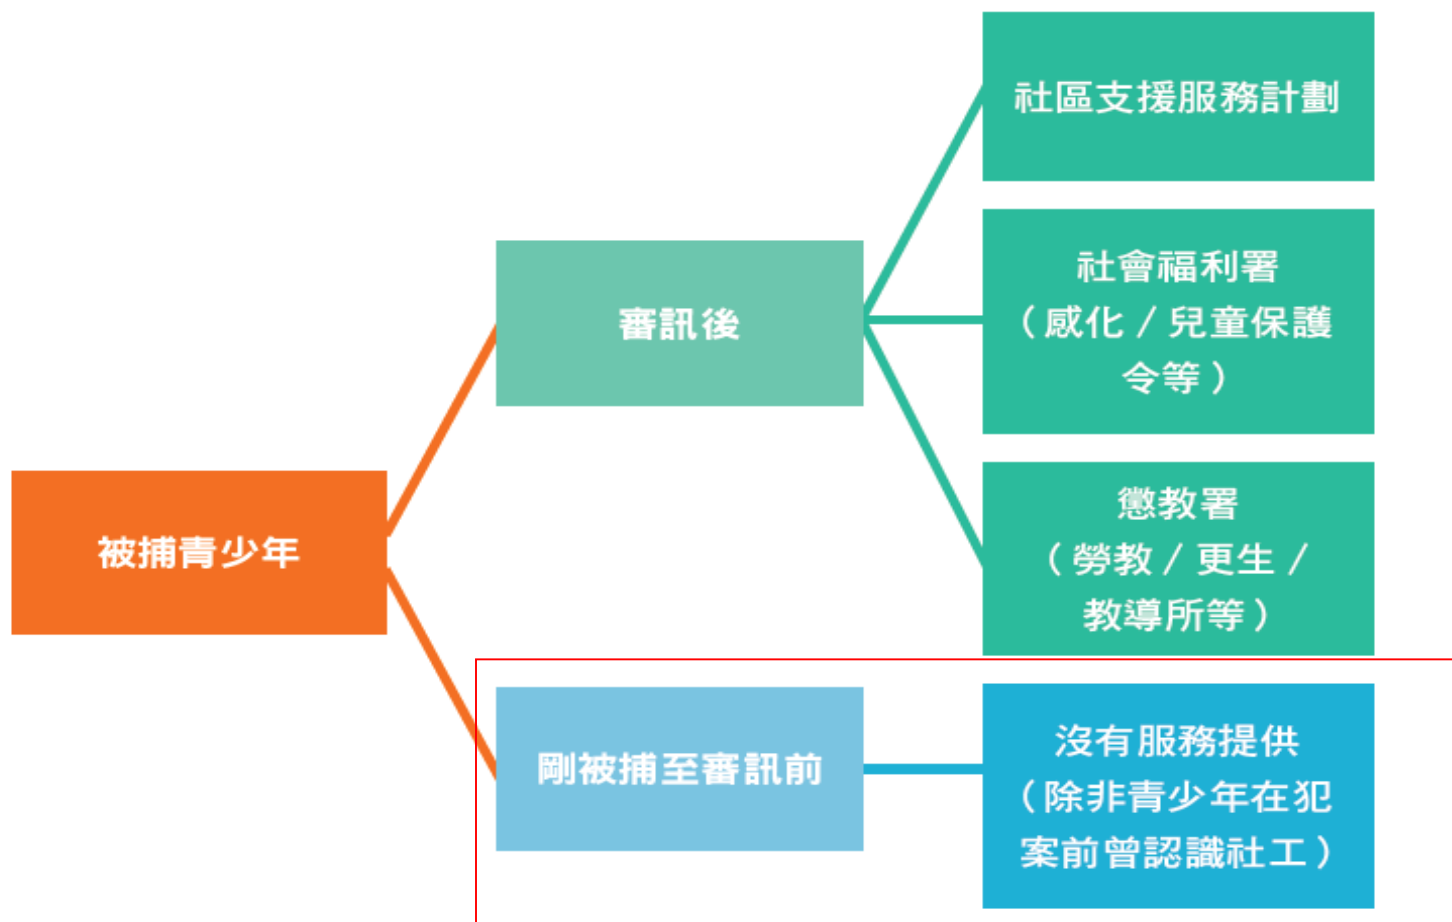 社區支援服務計劃
社會福利署
（感化 / 兒童保護
令等）
審訊後
懲教署
（勞教 / 更生 /
教導所等）
被捕青少年
剛被捕至審訊前
沒有服務提供
（除非青少年在犯
案前曾認識社工）